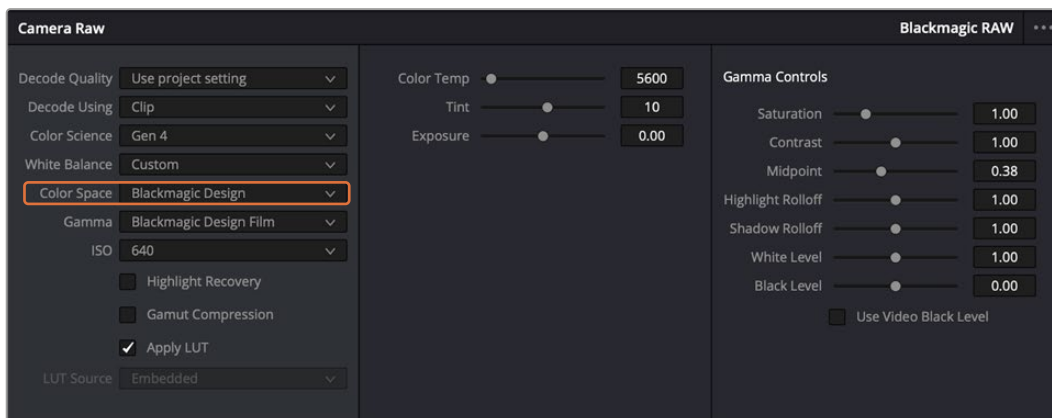 Camera Raw
Blackmagic RAW
Decode Quality Use project setting
Decode Using Clip
Color Science Gen 4
White Balance Custom
Color Space Blackmagic Design
Gamma Blackmagic Design Film
ISO 640
Highlight Recovery
Gamut Compression
Apply LUT
LUT Source Embedded
Color Temp 5600
Tint 10
Exposure 0.00
Gamma Controls
Saturation 1.00
Contrast 1.00
Midpoint 0.38
Highlight Rolloff 1.00
Shadow Rolloff 1.00
White Level 1.00
Black Level 0.00
Use Video Black Level